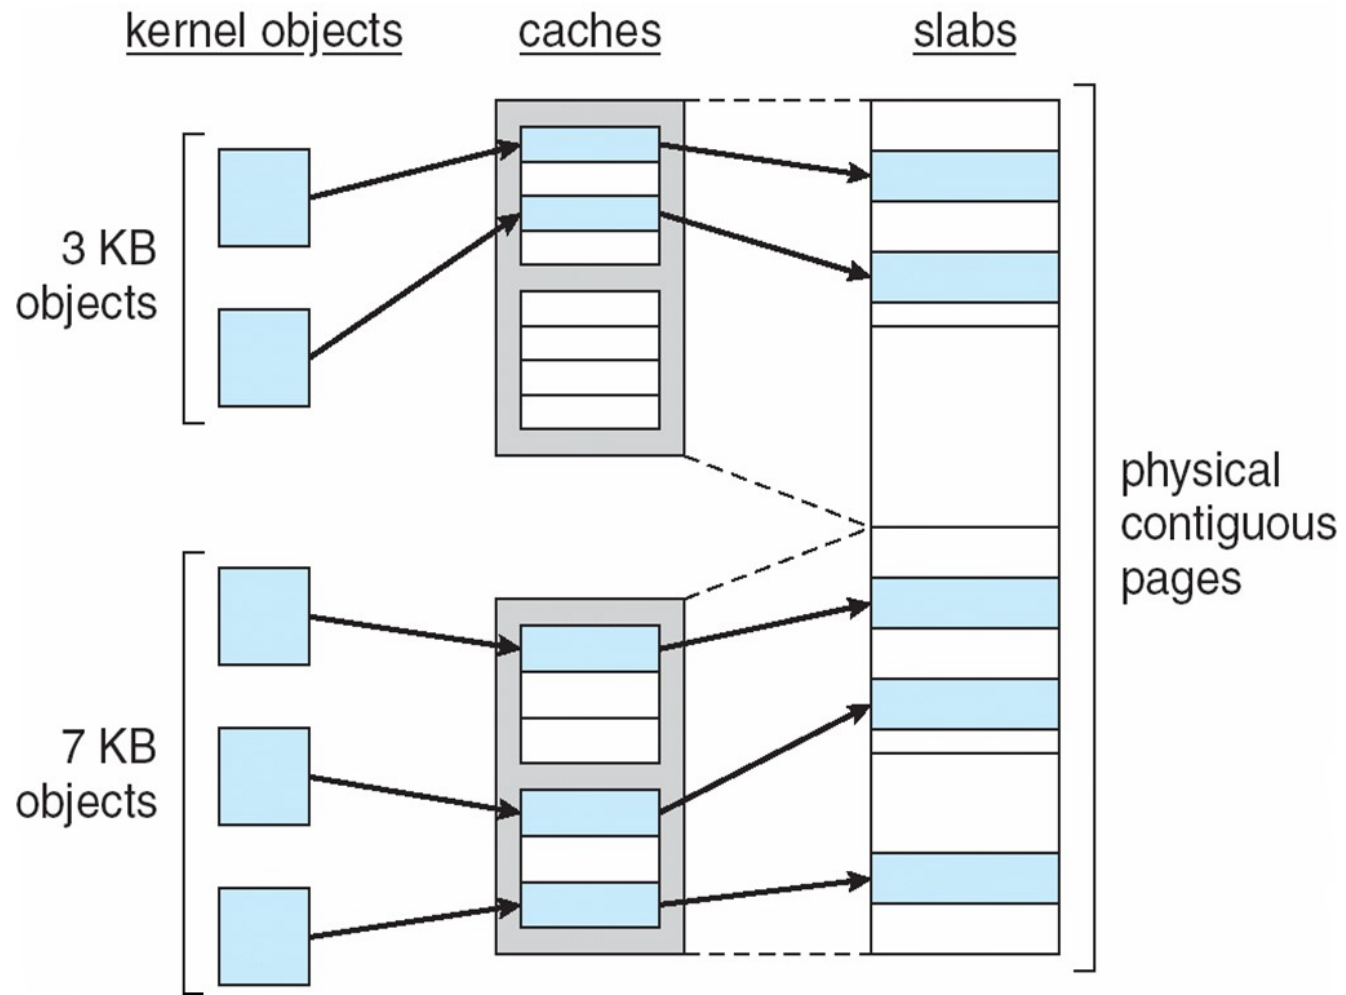 kernel objects
caches
slabs
3 KB
objects
physical
contiguous
pages
7 KB
objects